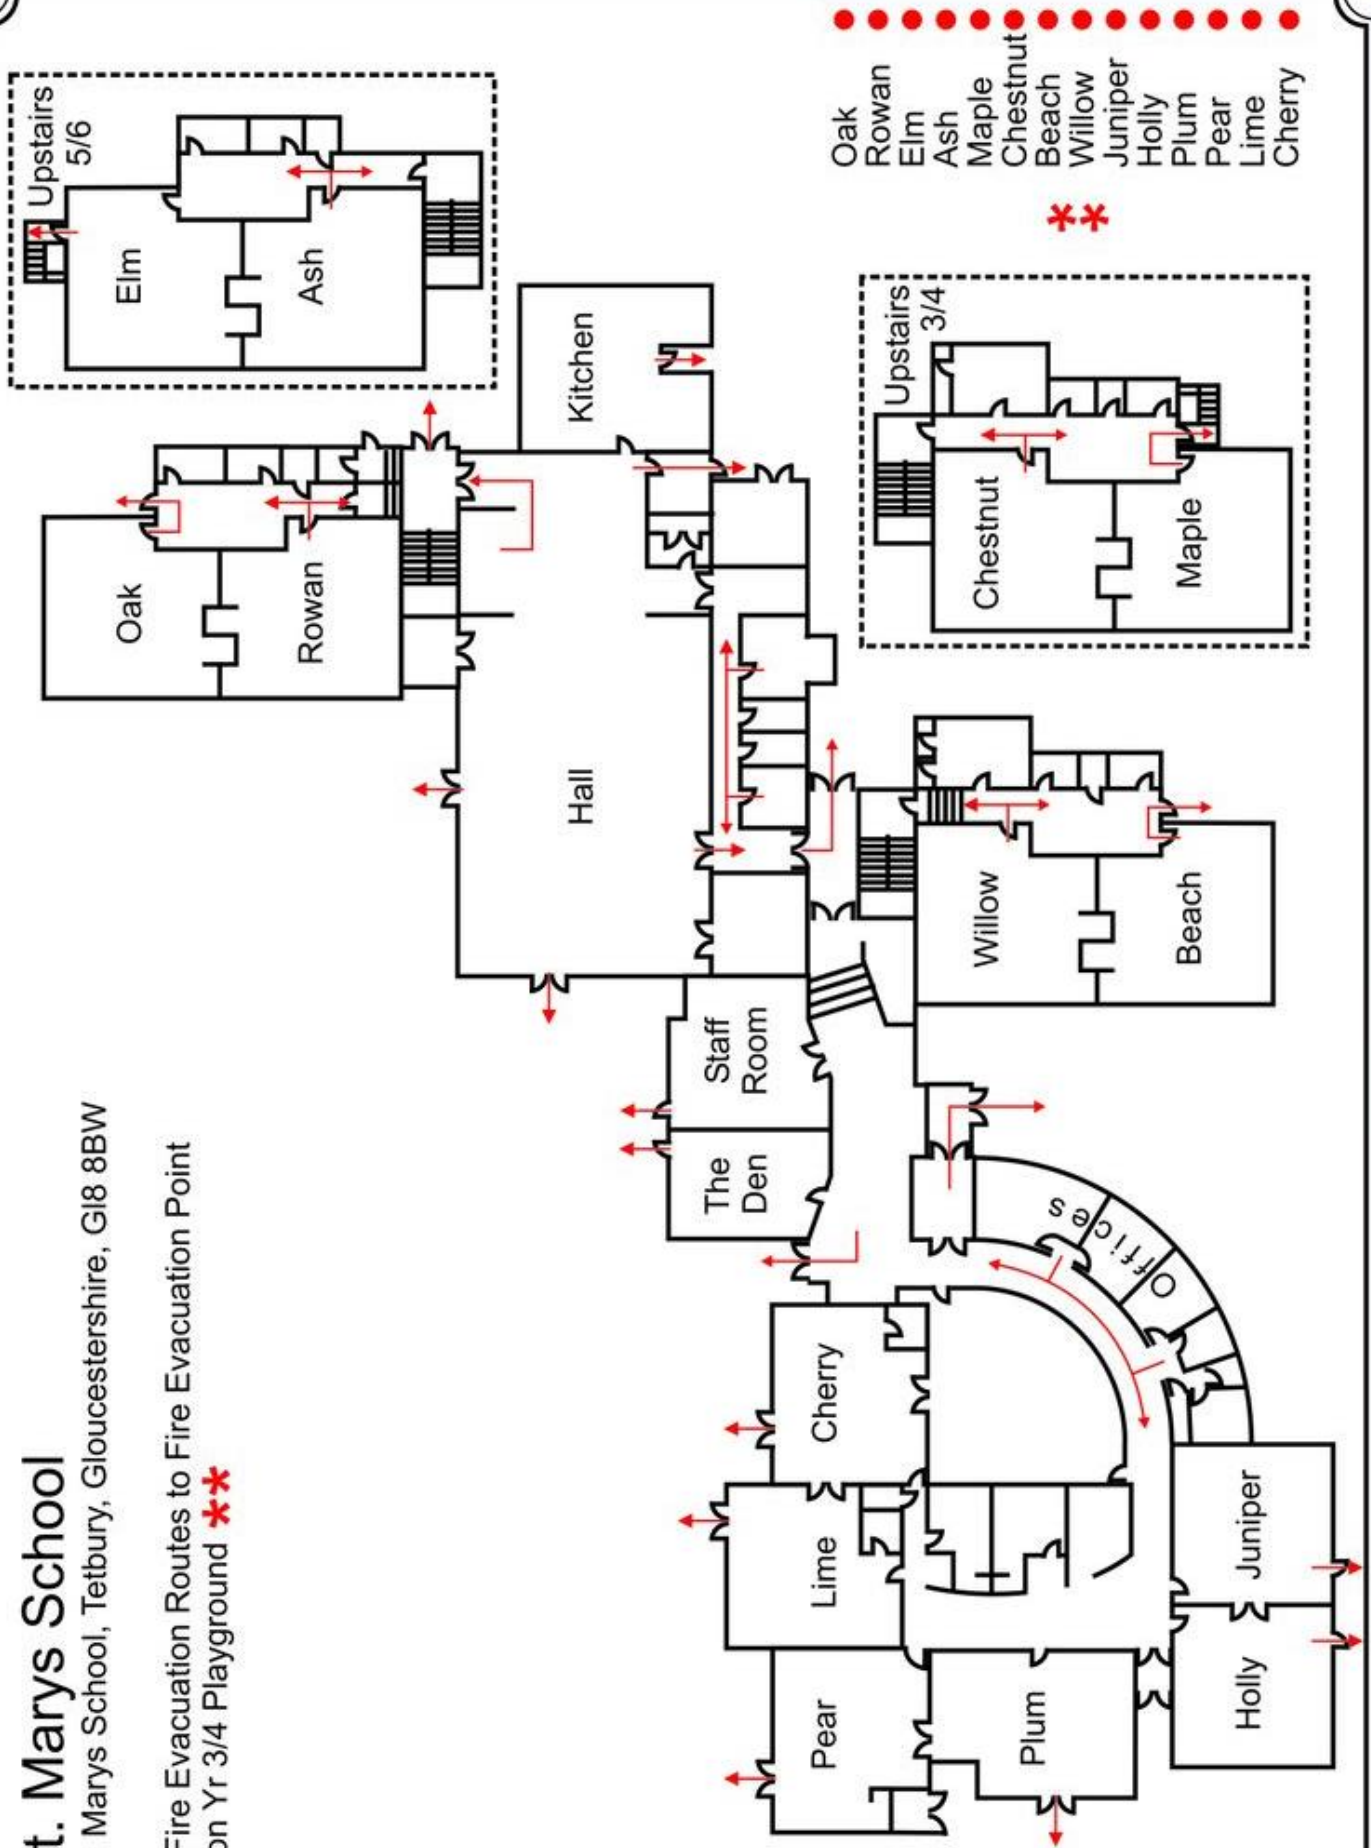 t. Marys School
Marys School, Tetbury, Gloucestershire, Gl8 8BW
Fire Evacuation Routes to Fire Evacuation Point
on Yr 3/4 Playground **
Upstairs
5/6
Elm
Ash
Oak
Rowan
Kitchen
Hall
Staff
Room
The
Den
Upstairs
3/4
Chestnut
Maple
Willow
Beach
Offices
Cherry
Lime
Pear
Plum
Juniper
Holly
**
Oak
Rowan
Elm
Ash
Maple
Chestnut
Beach
Willow
Juniper
Holly
Plum
Pear
Lime
Cherry